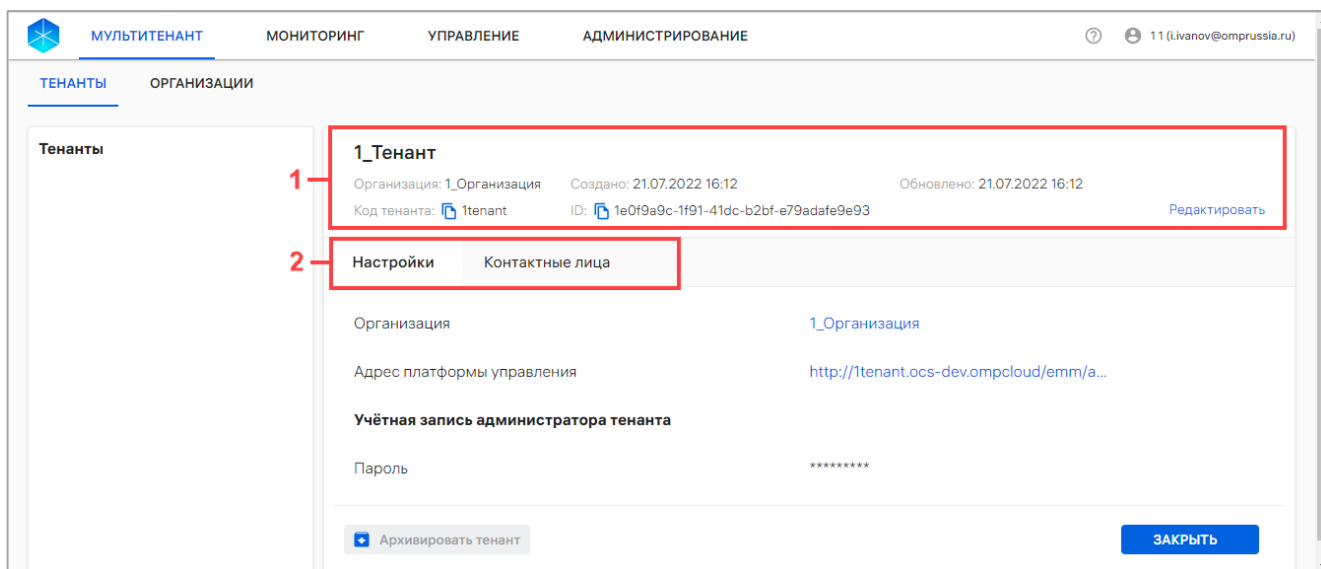 МУЛЬТИТЕНАНТ МОНИТОРИНГ УПРАВЛЕНИЕ АДМИНИСТРИРОВАНИЕ ? 1 1 (i.ivanov@omprussia.ru)
ТЕНАНТЫ ОРГАНИЗАЦИИ
Тенанты
1_Тенант
1
Организация: 1_Организация Создано: 21.07.2022 16:12 Обновлено: 21.07.2022 16:12
Код тенанта: 1tenant ID: 1e0f9a9c-1f91-41dc-b2bf-e79adafe9e93 Редактировать
2 Настройки Контактные лица
Организация 1_Организация
Адрес платформы управления http://1tenant.ocs-dev.ompcloud/emm/a...
Учётная запись администратора тенанта
Пароль *********
Архивировать тенант ЗАКРЫТЬ